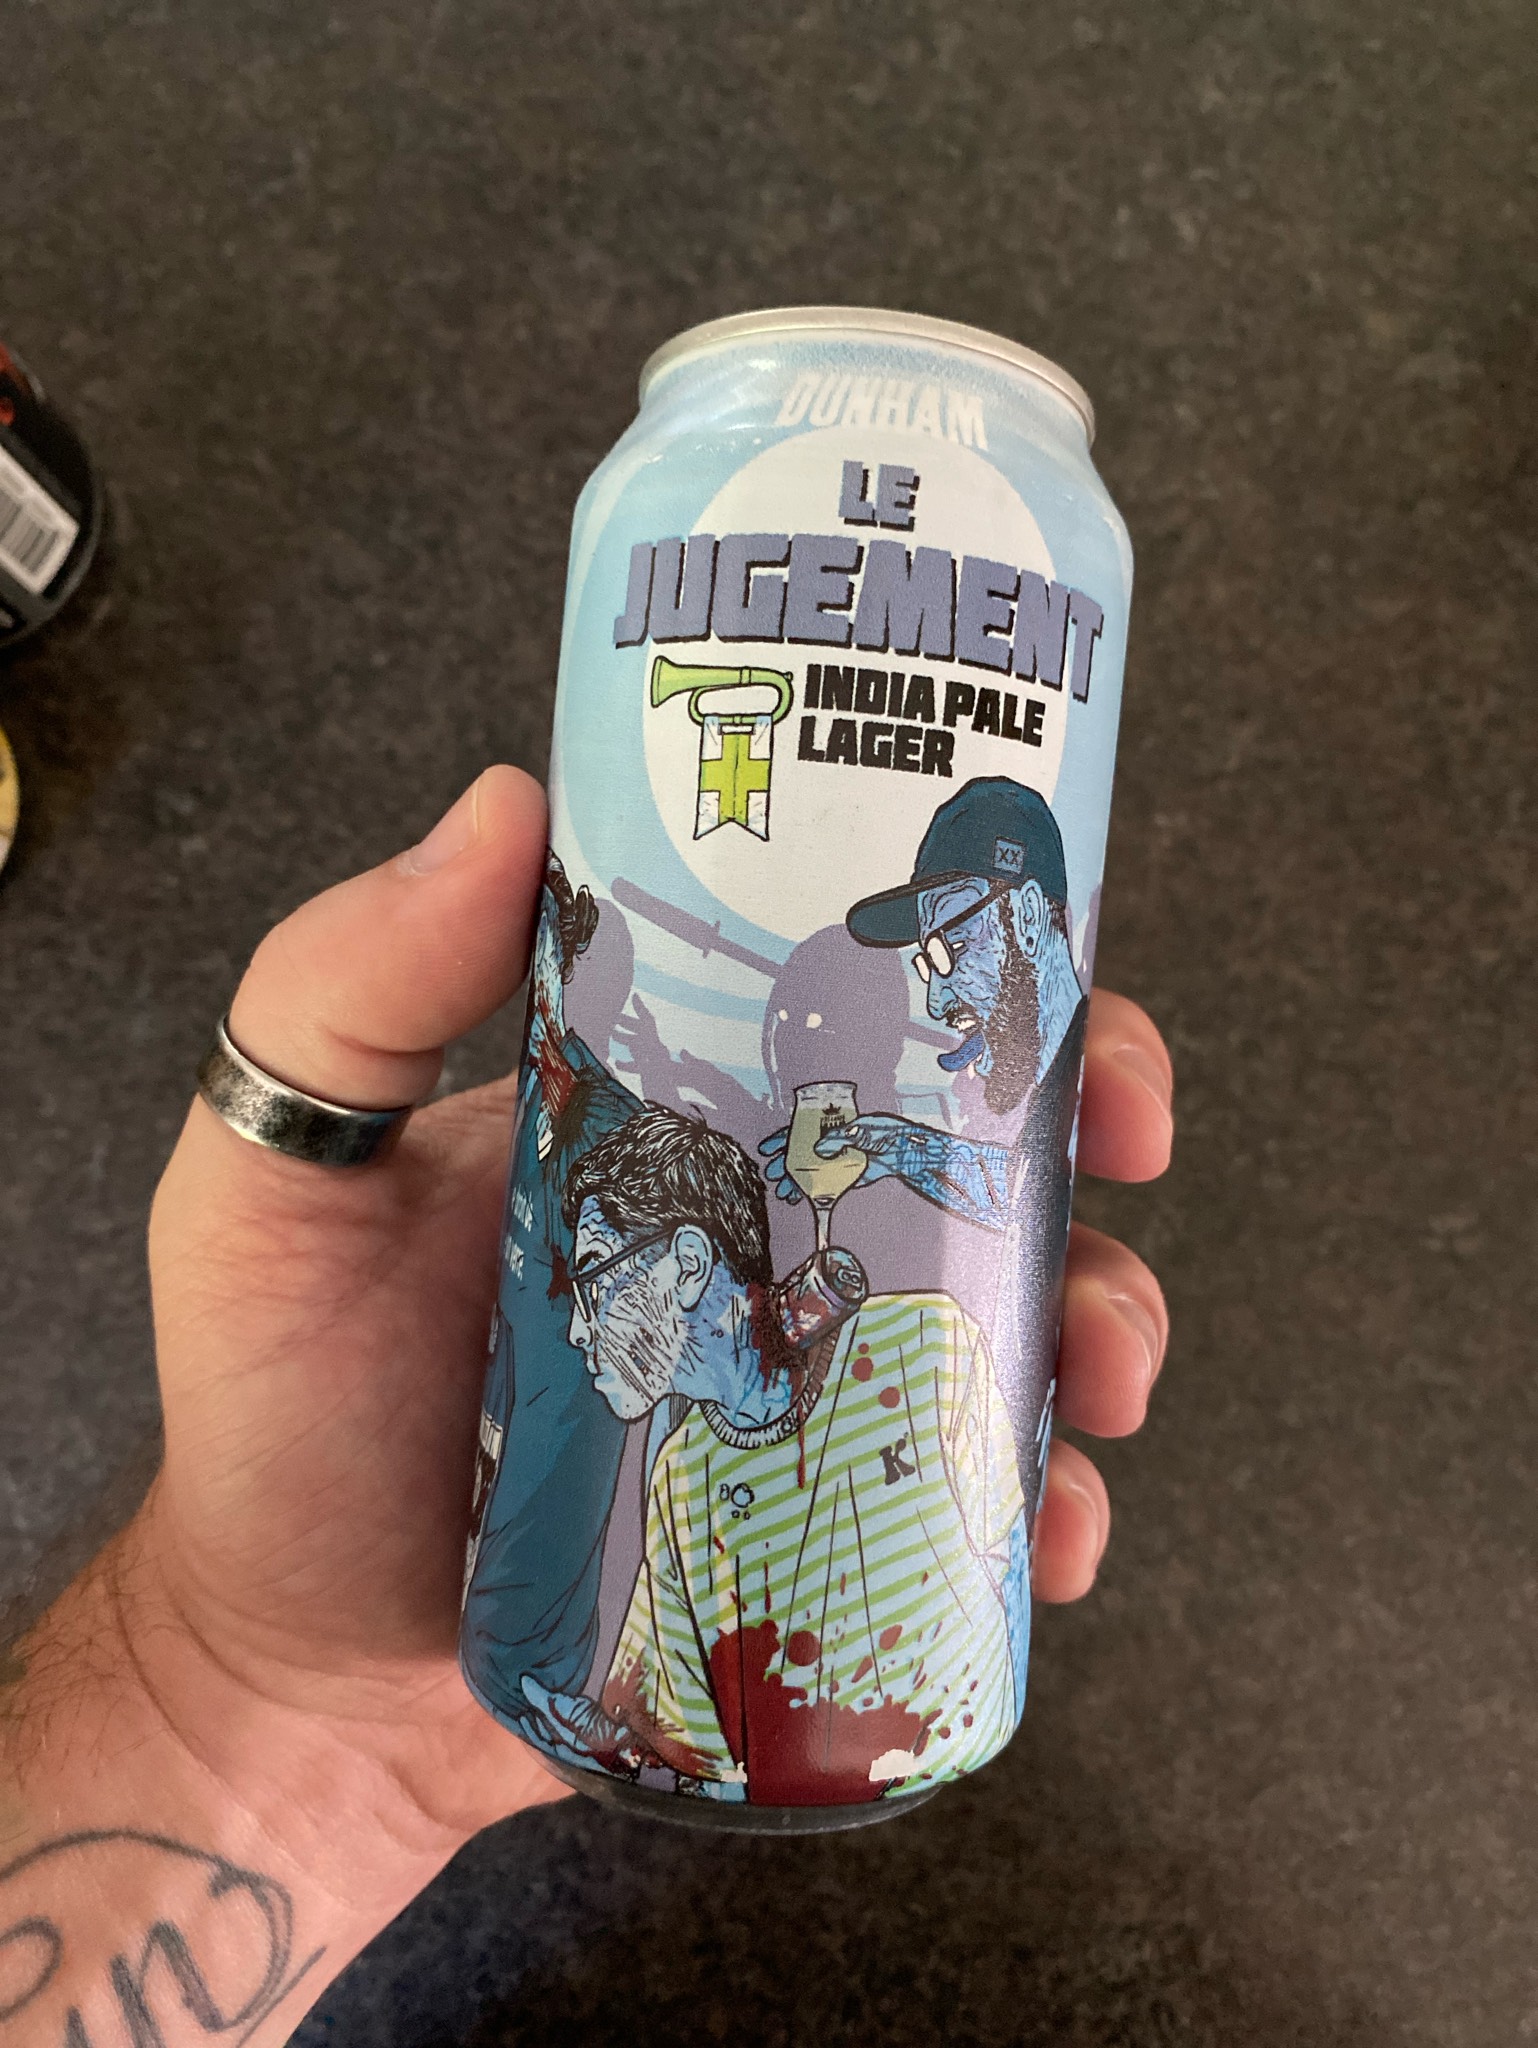 DUNHAM
LE
JUGEMENT
INDIA PALE
LAGER
XX
K